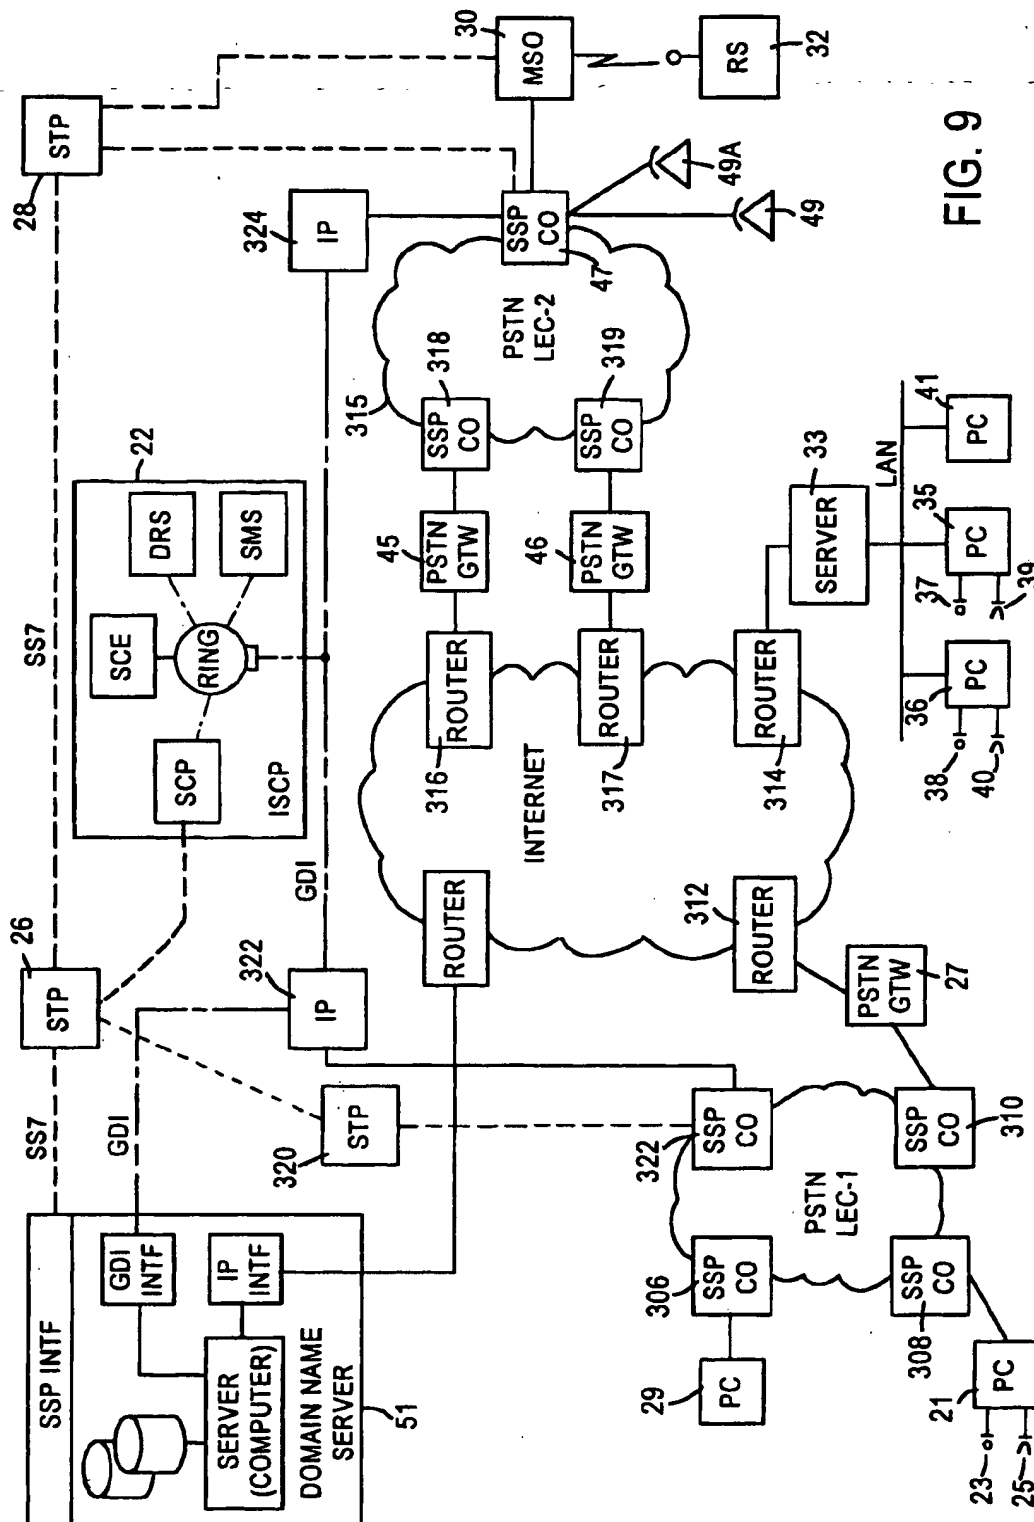 SSP INTF
GDI
INTF
IP
INTF
SERVER
(COMPUTER)
DOMAIN NAME
SERVER
51
SS7
GDI
26
STP
SS7
28
STP
320
STP
322
IP
GDI
22
SCE
DRS
SMS
RING
SCP
ISCP
324
IP
30
MSO
32
RS
315
SSP
CO
318
SSP
CO
319
SSP
CO
47
PSTN
LEC-2
49A
49
45
PSTN
GTW
46
PSTN
GTW
ROUTER
316
ROUTER
317
ROUTER
314
ROUTER
ROUTER
312
INTERNET
33
SERVER
LAN
41
PC
35
PC
37
39
36
PC
38
40
PSTN
GTW
27
322
SSP
CO
SSP
CO
310
306
SSP
CO
SSP
CO
308
PSTN
LEC-1
29
PC
21
PC
23
25
FIG. 9